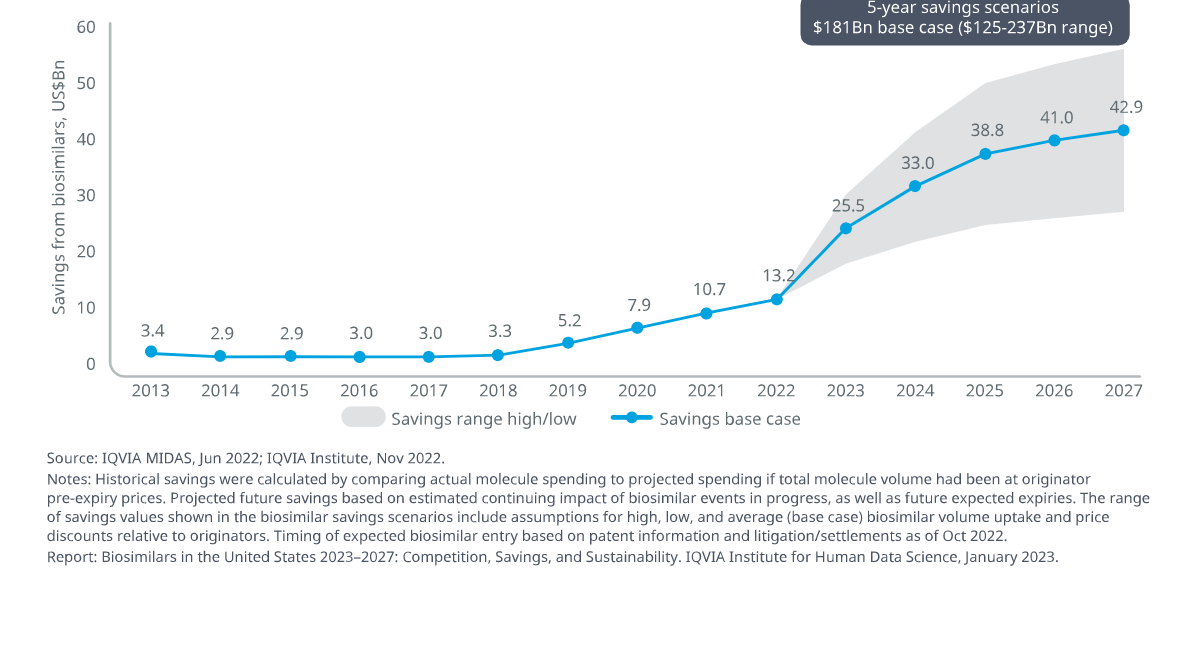 5-year savings scenarios
$181Bn base case ($125-237Bn range)
Savings from biosimilars, US$Bn
60
50
40
30
20
10
0
3.4
2.9
2.9
3.0
3.0
3.3
5.2
7.9
10.7
13.2
25.5
33.0
38.8
41.0
42.9
2013 2014 2015 2016 2017 2018 2019 2020 2021 2022 2023 2024 2025 2026 2027
Savings range high/low Savings base case
Source: IQVIA MIDAS, Jun 2022; IQVIA Institute, Nov 2022.
Notes: Historical savings were calculated by comparing actual molecule spending to projected spending if total molecule volume had been at originator
pre-expiry prices. Projected future savings based on estimated continuing impact of biosimilar events in progress, as well as future expected expiries. The range
of savings values shown in the biosimilar savings scenarios include assumptions for high, low, and average (base case) biosimilar volume uptake and price
discounts relative to originators. Timing of expected biosimilar entry based on patent information and litigation/settlements as of Oct 2022.
Report: Biosimilars in the United States 2023–2027: Competition, Savings, and Sustainability. IQVIA Institute for Human Data Science, January 2023.